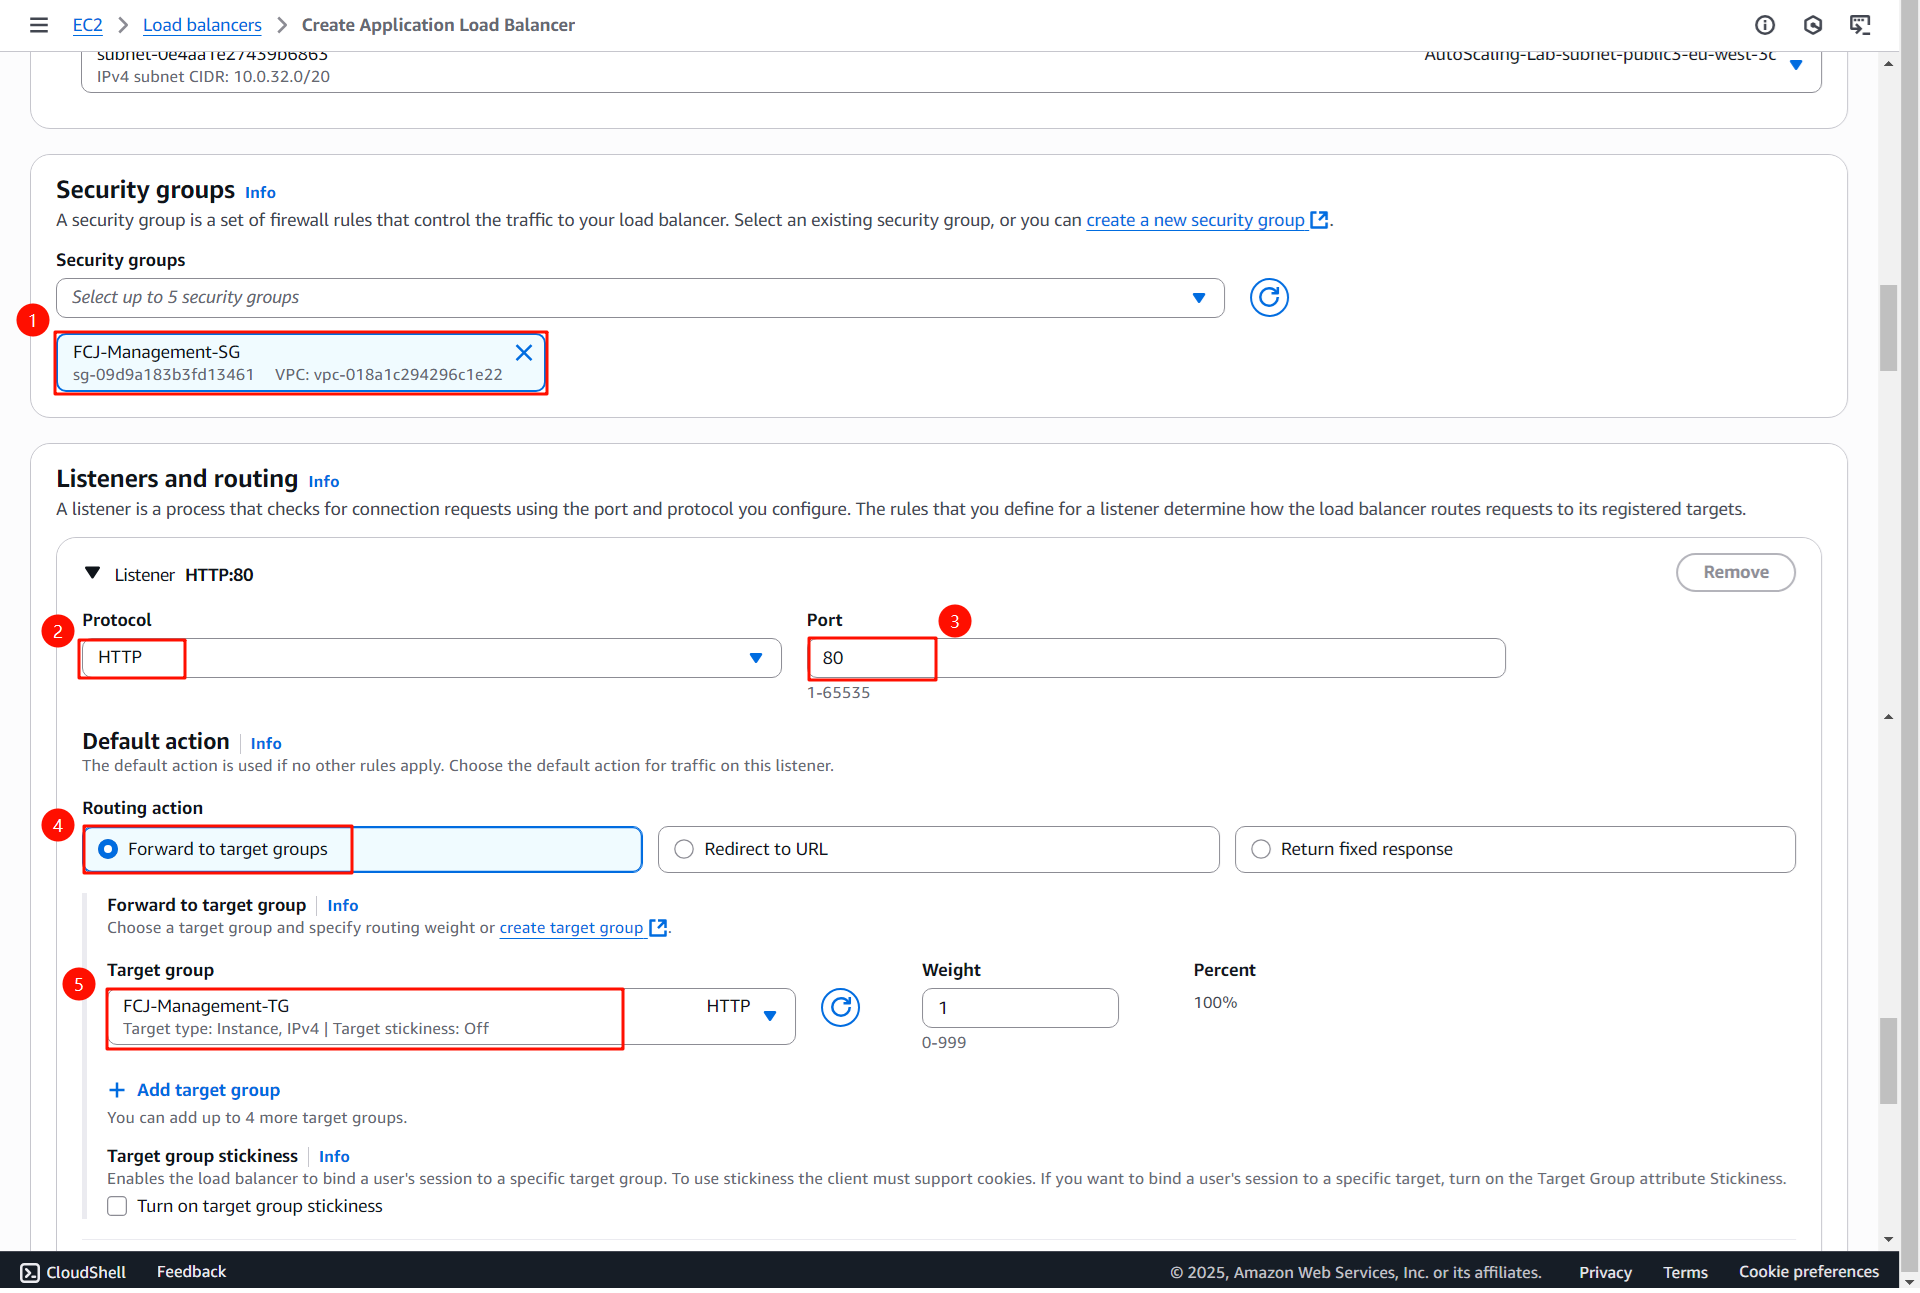 EC2 > Load balancers > Create Application Load Balancer
subnet-0e4aa1e27439b6863 AutoScaling-Lab-subnet-public3-eu-west-3c
IPv4 subnet CIDR: 10.0.32.0/20
Security groups Info
A security group is a set of firewall rules that control the traffic to your load balancer. Select an existing security group, or you can create a new security group.
Security groups
Select up to 5 security groups
1
FCJ-Management-SG
sg-09d9a183b3fd13461 VPC: vpc-018a1c294296c1e22
Listeners and routing Info
A listener is a process that checks for connection requests using the port and protocol you configure. The rules that you define for a listener determine how the load balancer routes requests to its registered targets.
Listener HTTP:80 Remove
2 Protocol Port 3
HTTP 80
1-65535
Default action Info
The default action is used if no other rules apply. Choose the default action for traffic on this listener.
Routing action
4
Forward to target groups Redirect to URL Return fixed response
Forward to target group Info
Choose a target group and specify routing weight or create target group.
5 Target group Weight Percent
FCJ-Management-TG HTTP 1 100%
Target type: Instance, IPv4 | Target stickiness: Off
0-999
+ Add target group
You can add up to 4 more target groups.
Target group stickiness Info
Enables the load balancer to bind a user's session to a specific target group. To use stickiness the client must support cookies. If you want to bind a user's session to a specific target, turn on the Target Group attribute Stickiness.
Turn on target group stickiness
CloudShell Feedback © 2025, Amazon Web Services, Inc. or its affiliates. Privacy Terms Cookie preferences